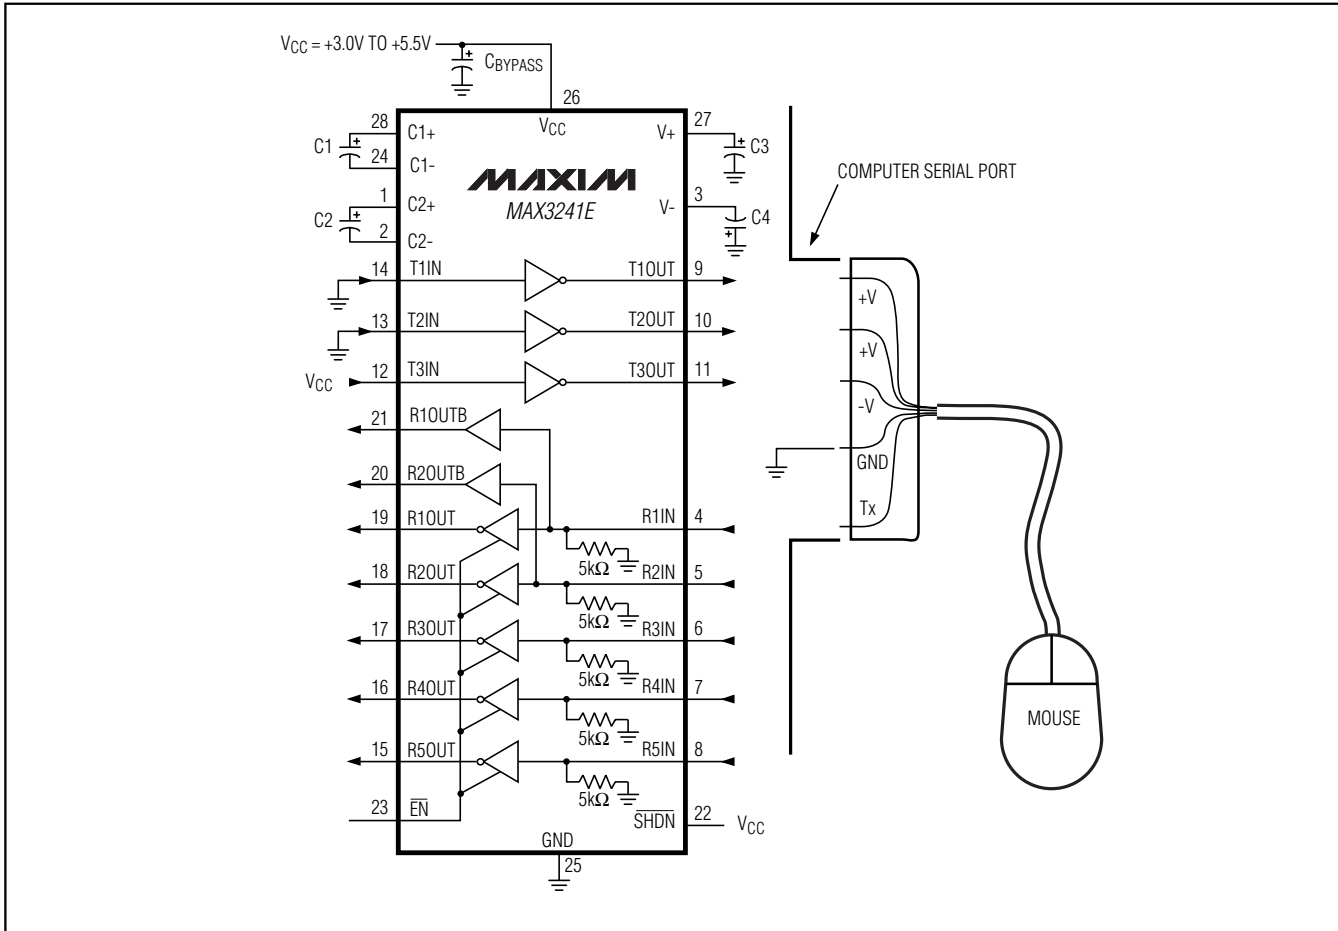 VCC = +3.0V TO +5.5V
CBYPASS
26
VCC
28
C1+
C1
24
C1-
1
C2+
C2
2
C2-
27
V+
C3
3
V-
C4
MAXIM
MAX3241E
COMPUTER SERIAL PORT
14
T1IN
T1OUT
9
13
T2IN
T2OUT
10
VCC
12
T3IN
T3OUT
11
21
R1OUTB
20
R2OUTB
19
R1OUT
R1IN
4
5kΩ
18
R2OUT
R2IN
5
5kΩ
17
R3OUT
R3IN
6
5kΩ
16
R4OUT
R4IN
7
5kΩ
15
R5OUT
R5IN
8
5kΩ
23
EN
SHDN
22
VCC
GND
25
+V
+V
-V
GND
Tx
MOUSE